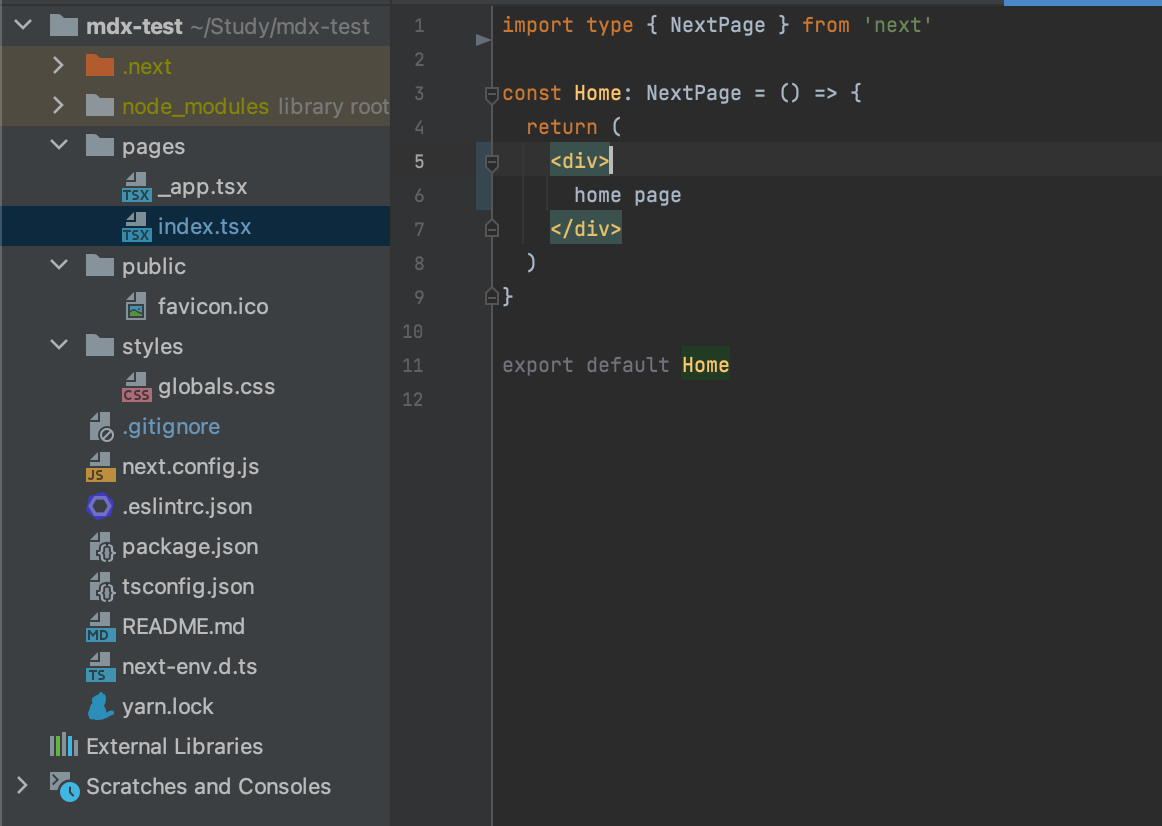 mdx-test ~/Study/mdx-test
.next
node_modules library root
pages
TSX _app.tsx
TSX index.tsx
public
favicon.ico
styles
CSS globals.css
.gitignore
JS next.config.js
.eslintrc.json
{} package.json
{} tsconfig.json
MD README.md
TS next-env.d.ts
yarn.lock
External Libraries
Scratches and Consoles
1 import type { NextPage } from 'next'
2
3 const Home: NextPage = () => {
4 return (
5 <div>
6 home page
7 </div>
8 )
9 }
10
11 export default Home
12